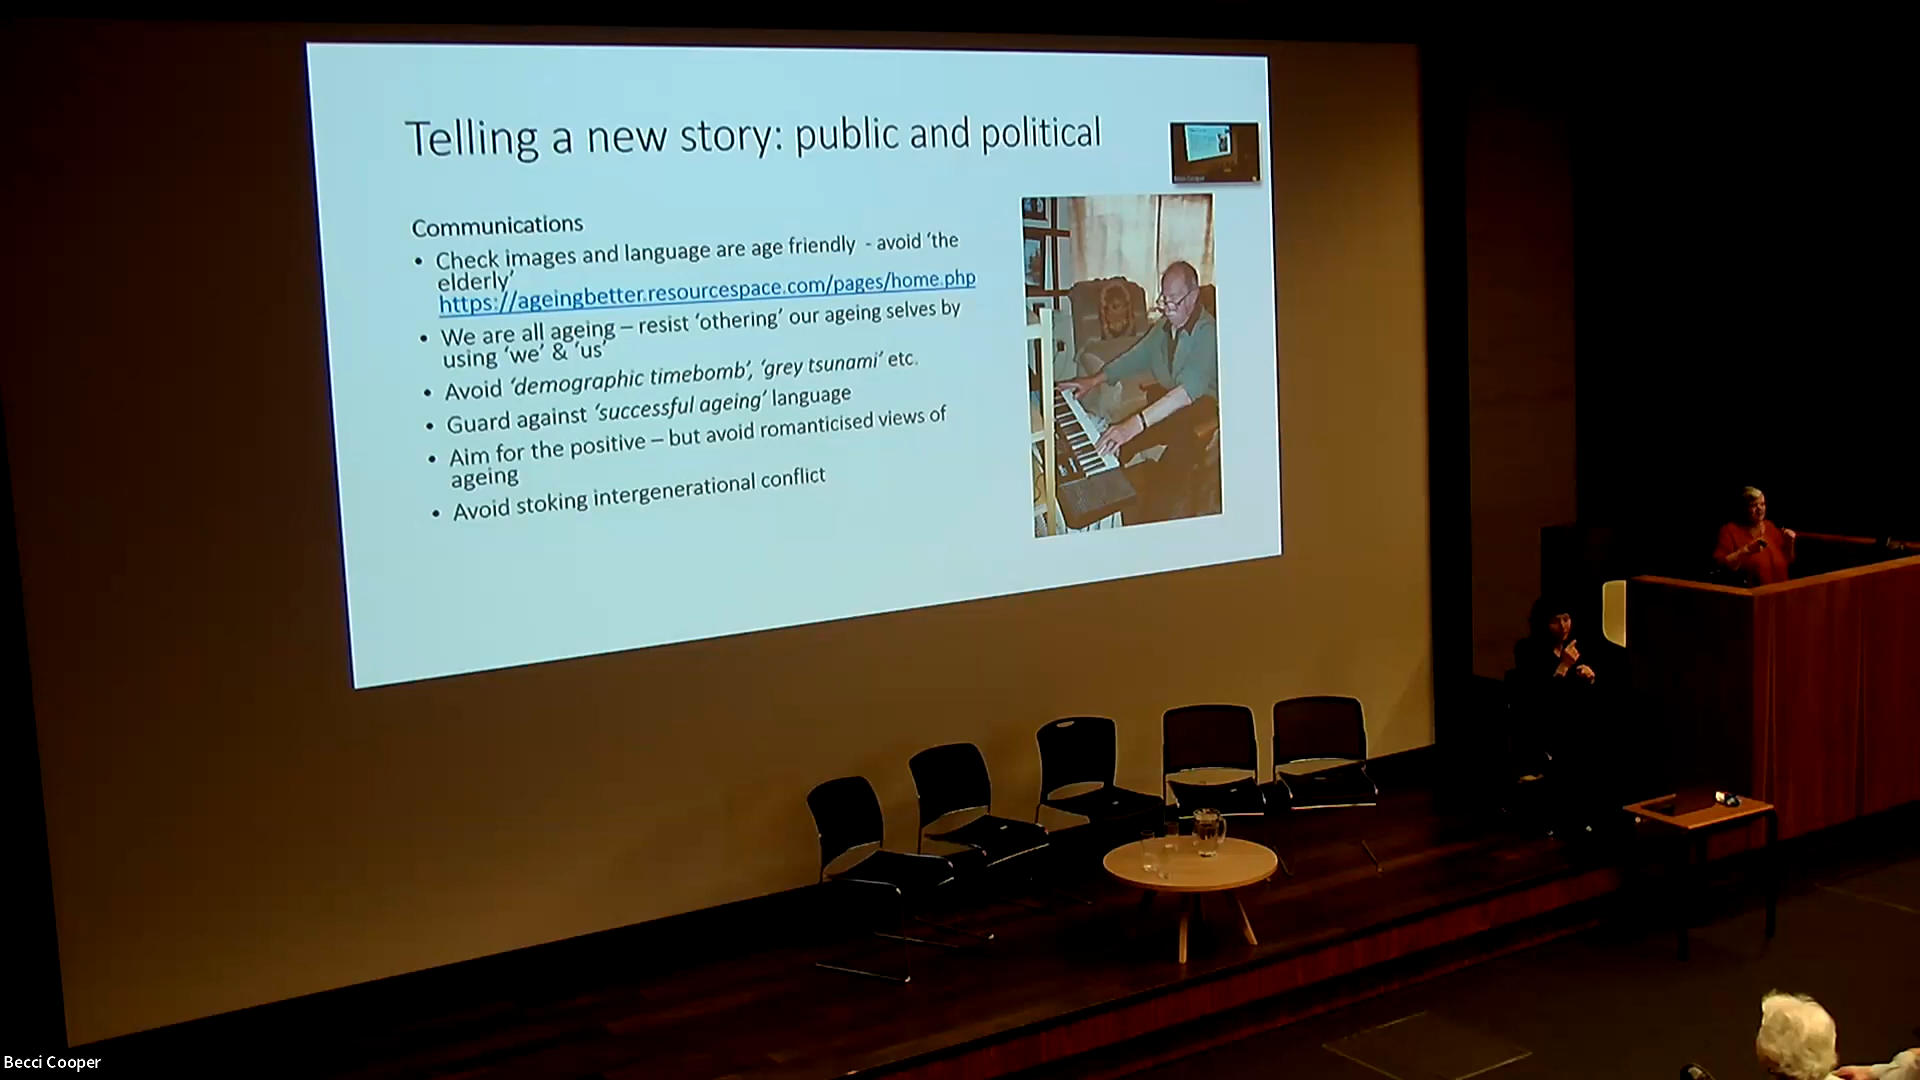 Telling a new story: public and political
Communications
• Check images and language are age friendly - avoid ‘the
elderly’
https://ageingbetter.resourcespace.com/pages/home.php
• We are all ageing – resist ‘othering’ our ageing selves by
using ‘we’ & ‘us’
• Avoid ‘demographic timebomb’, ‘grey tsunami’ etc.
• Guard against ‘successful ageing’ language
• Aim for the positive – but avoid romanticised views of
ageing
• Avoid stoking intergenerational conflict
Becci Cooper